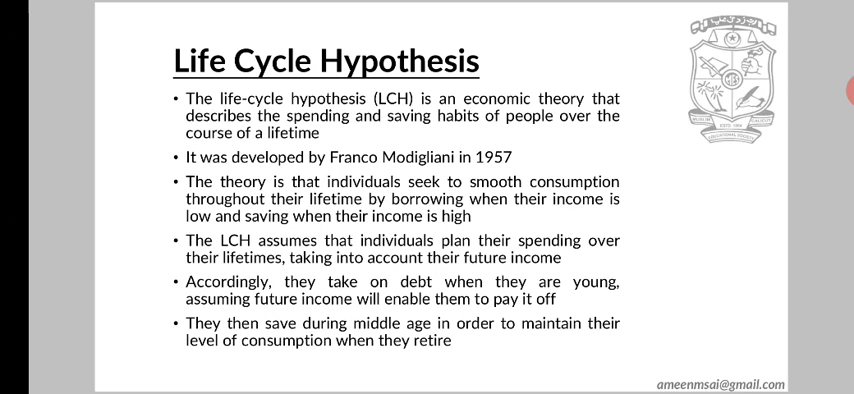 Life Cycle Hypothesis
• The life-cycle hypothesis (LCH) is an economic theory that
describes the spending and saving habits of people over the
course of a lifetime
• It was developed by Franco Modigliani in 1957
• The theory is that individuals seek to smooth consumption
throughout their lifetime by borrowing when their income is
low and saving when their income is high
• The LCH assumes that individuals plan their spending over
their lifetimes, taking into account their future income
• Accordingly, they take on debt when they are young,
assuming future income will enable them to pay it off
• They then save during middle age in order to maintain their
level of consumption when they retire
ameenmsai@gmail.com